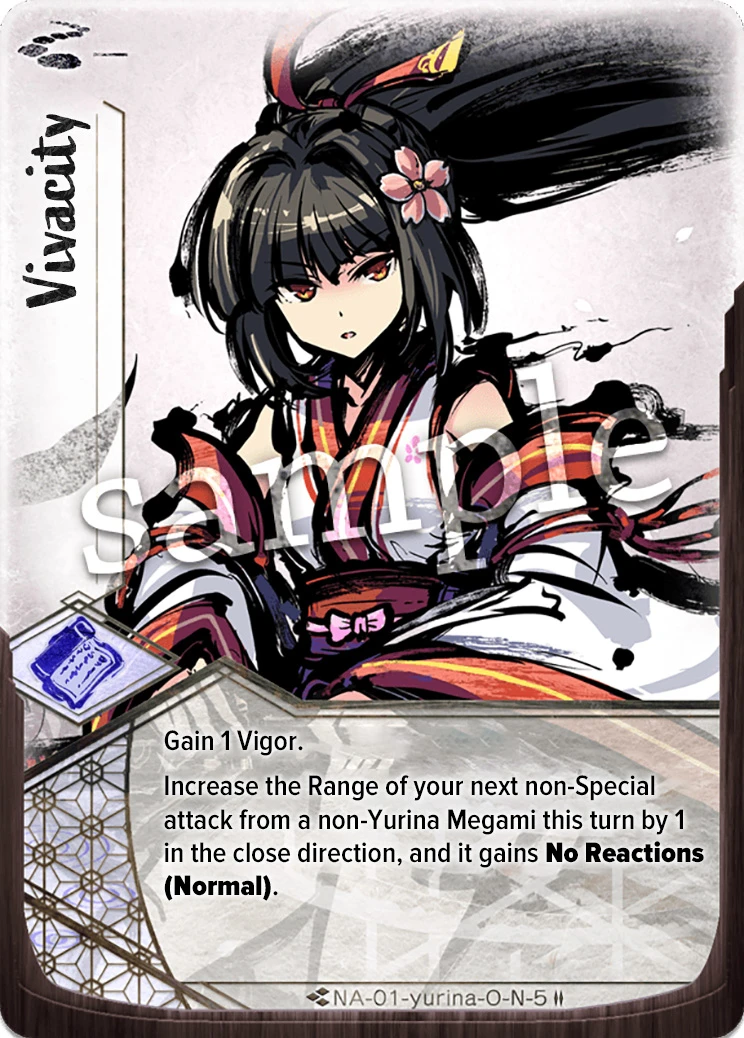 Vivacity
sample
Gain 1 Vigor.
Increase the Range of your next non-Special
attack from a non-Yurina Megami this turn by 1
in the close direction, and it gains No Reactions
(Normal).
NA-01-yurina-O-N-5 II